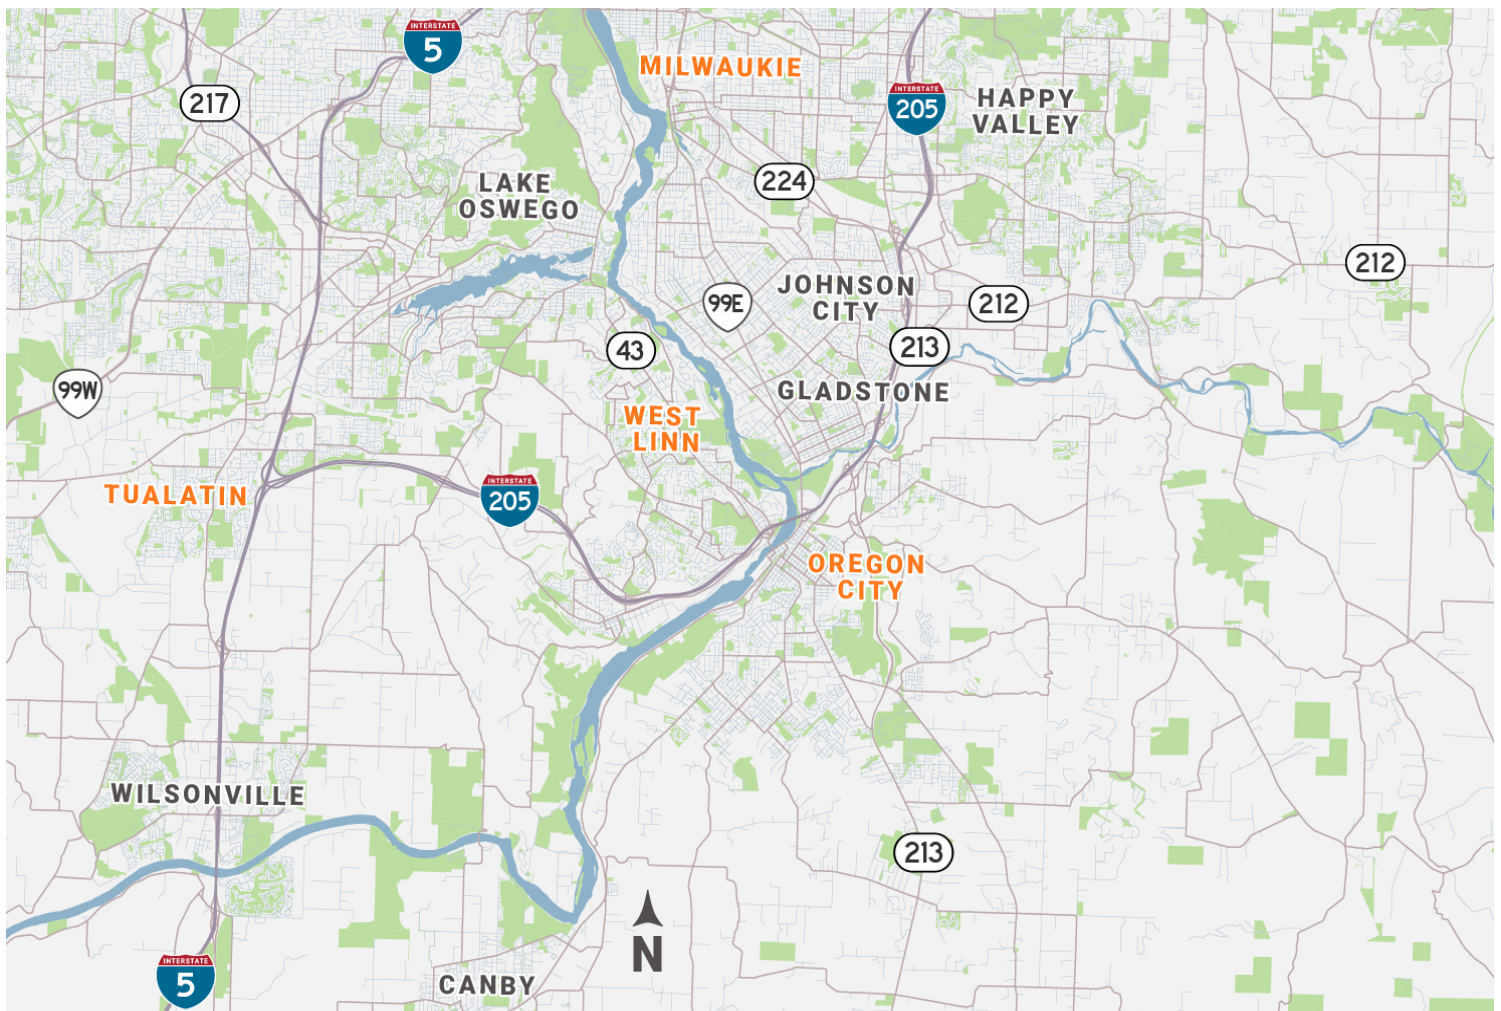 INTERSTATE
5
MILWAUKIE
217
INTERSTATE
205
HAPPY
VALLEY
224
LAKE
OSWEGO
212
JOHNSON
CITY
99E
212
43
213
99W
GLADSTONE
WEST
LINN
TUALATIN
INTERSTATE
205
OREGON
CITY
WILSONVILLE
213
N
INTERSTATE
5
CANBY